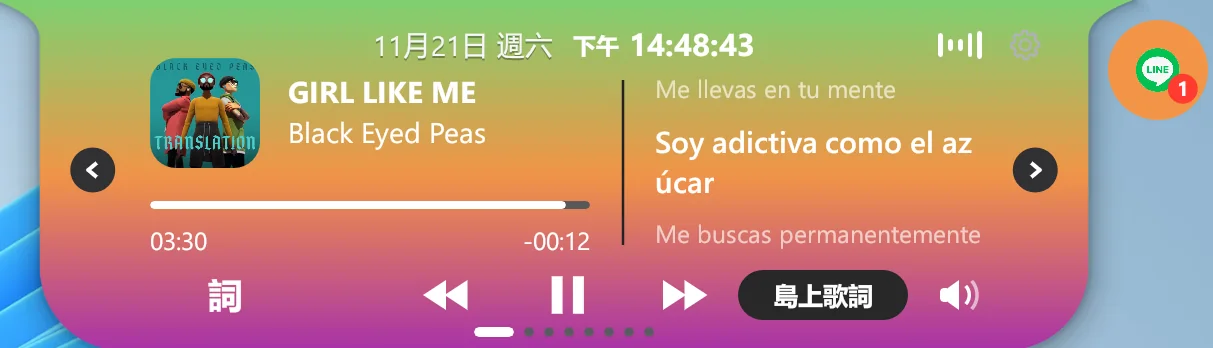 11月21日 週六 下午 14:48:43
BLACK EYED PEAS
TRANSLATION
GIRL LIKE ME
Black Eyed Peas
03:30
-00:12
Me llevas en tu mente
Soy adictiva como el az
úcar
Me buscas permanentemente
詞
島上歌詞
LINE
1